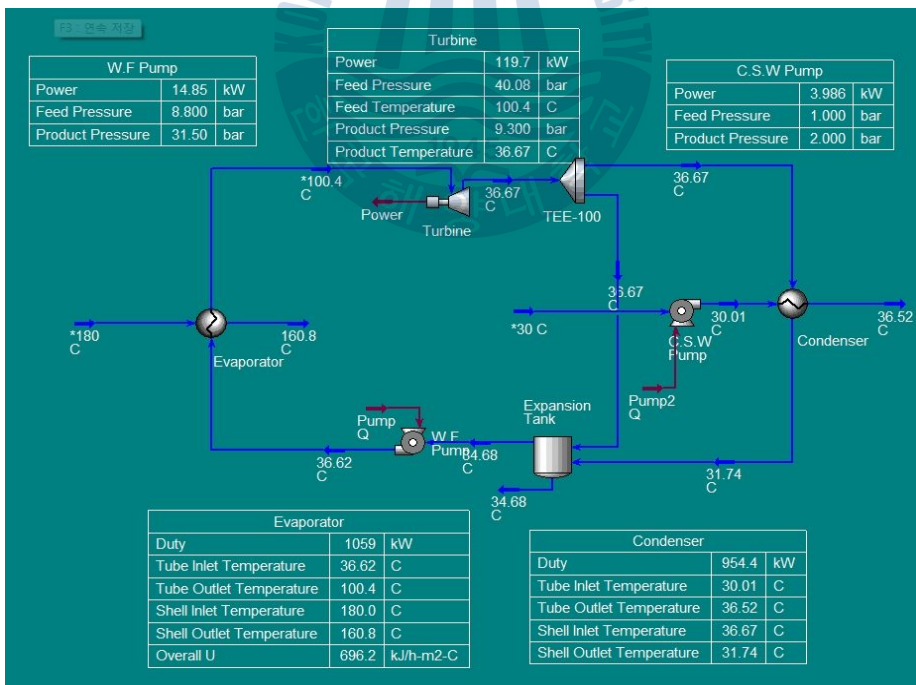 F3 : 연속 저장
W.F Pump
Power 14.85 kW
Feed Pressure 8.800 bar
Product Pressure 31.50 bar
Turbine
Power 119.7 kW
Feed Pressure 40.08 bar
Feed Temperature 100.4 C
Product Pressure 9.300 bar
Product Temperature 36.67 C
C.S.W Pump
Power 3.986 kW
Feed Pressure 1.000 bar
Product Pressure 2.000 bar
*100.4
C
Power
Turbine
36.67
C
TEE-100
36.67
C
*180
C
160.8
C
Evaporator
36.67
C
*30 C
C.S.W
Pump
30.01
C
Condenser
36.52
C
Pump2
Q
Pump
Q
W.F
Pump
36.62
C
34.68
C
Expansion
Tank
34.68
C
31.74
C
Evaporator
Duty 1059 kW
Tube Inlet Temperature 36.62 C
Tube Outlet Temperature 100.4 C
Shell Inlet Temperature 180.0 C
Shell Outlet Temperature 160.8 C
Overall U 696.2 kJ/h-m2-C
Condenser
Duty 954.4 kW
Tube Inlet Temperature 30.01 C
Tube Outlet Temperature 36.52 C
Shell Inlet Temperature 36.67 C
Shell Outlet Temperature 31.74 C